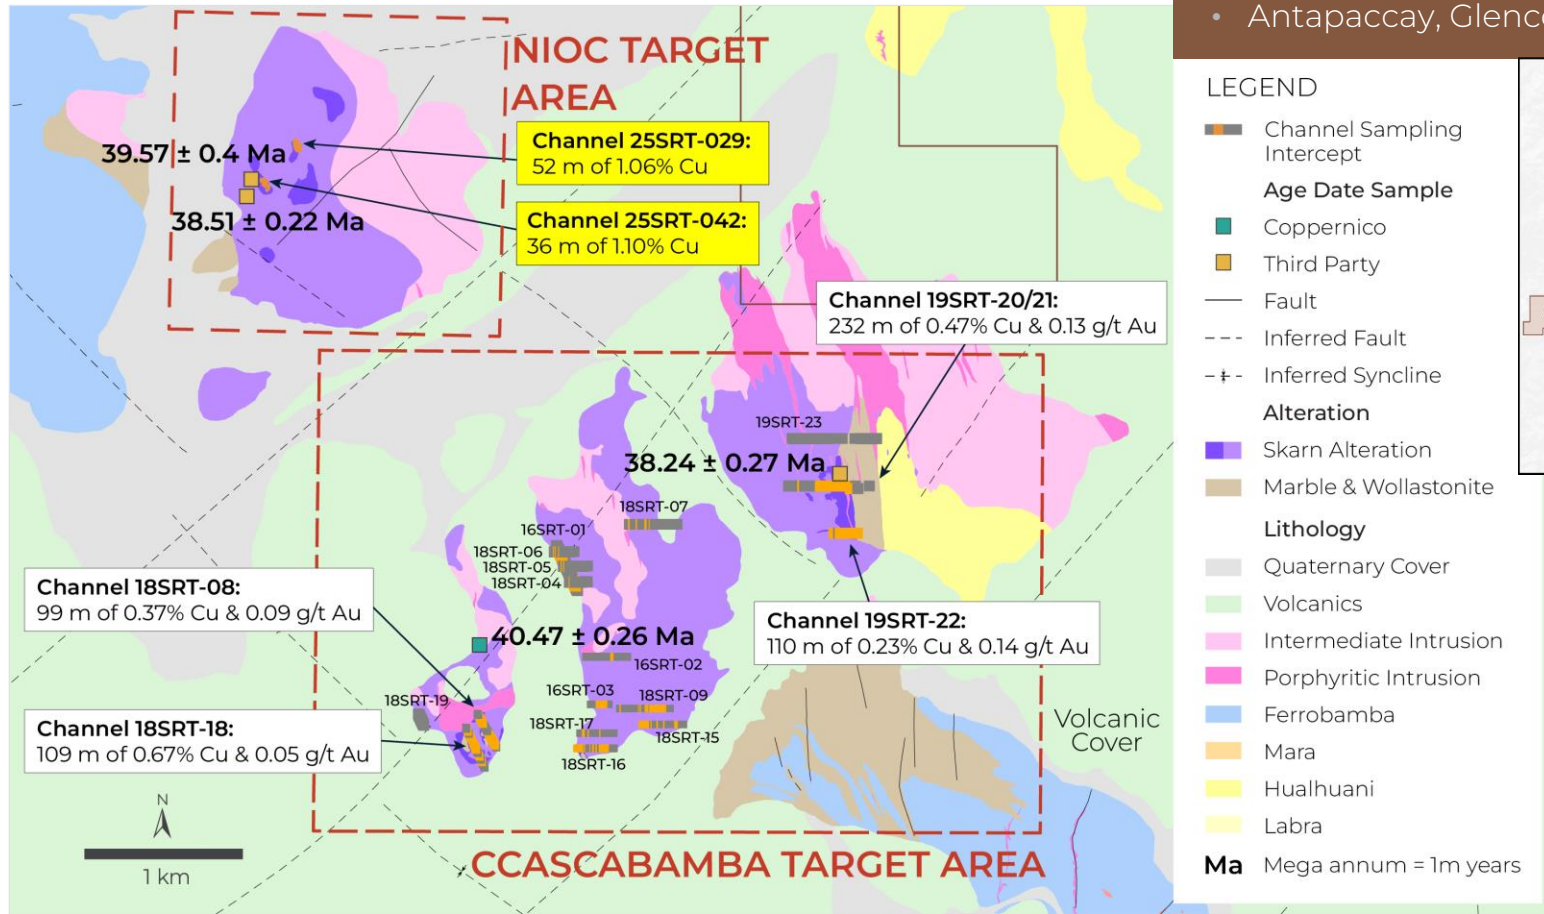 • Antapaccay,
NIOC TARGET
AREA
Channel 25SRT-029:
52 m of 1.06% Cu
39.57 ± 0.4 Ma
38.51 ± 0.22 Ma
Channel 25SRT-042:
36 m of 1.10% Cu
Channel 19SRT-20/21:
232 m of 0.47% Cu & 0.13 g/t Au
19SRT-23
38.24 ± 0.27 Ma
18SRT-07
16SRT-01
18SRT-06
18SRT-05
18SRT-04
Channel 18SRT-08:
99 m of 0.37% Cu & 0.09 g/t Au
Channel 19SRT-22:
110 m of 0.23% Cu & 0.14 g/t Au
40.47 ± 0.26 Ma
16SRT-02
16SRT-03
18SRT-09
18SRT-19
18SRT-17
18SRT-15
18SRT-16
Channel 18SRT-18:
109 m of 0.67% Cu & 0.05 g/t Au
Volcanic
Cover
N
1 km
CCASCABAMBA TARGET AREA
LEGEND
Channel Sampling
Intercept
Age Date Sample
Coppernico
Third Party
Fault
Inferred Fault
Inferred Syncline
Alteration
Skarn Alteration
Marble & Wollastonite
Lithology
Quaternary Cover
Volcanics
Intermediate Intrusion
Porphyritic Intrusion
Ferrobamba
Mara
Hualhuani
Labra
Ma Mega annum = 1m years